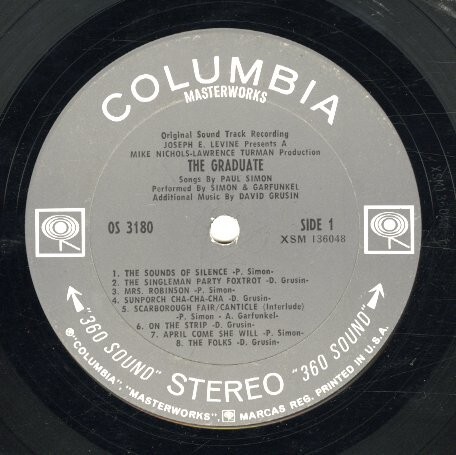 COLUMBIA
MASTERWORKS
Original Sound Track Recording
JOSEPH E. LEVINE Presents A
MIKE NICHOLS-LAWRENCE TURMAN Production
THE GRADUATE
Songs By PAUL SIMON
Performed By SIMON & GARFUNKEL
Additional Music By DAVID GRUSIN
OS 3180
SIDE 1
XSM 136048
1. THE SOUNDS OF SILENCE -P. Simon-
2. THE SINGLEMAN PARTY FOXTROT -D. Grusin-
3. MRS. ROBINSON -P. Simon-
4. SUNPORCH CHA-CHA-CHA -D. Grusin-
5. SCARBOROUGH FAIR/CANTICLE (Interlude)
-P. Simon - A. Garfunkel-
6. ON THE STRIP -D. Grusin-
7. APRIL COME SHE WILL -P. Simon-
8. THE FOLKS -D. Grusin-
"360 SOUND" STEREO "360 SOUND"
® "COLUMBIA", "MASTERWORKS", MARCAS REG. PRINTED IN U.S.A.